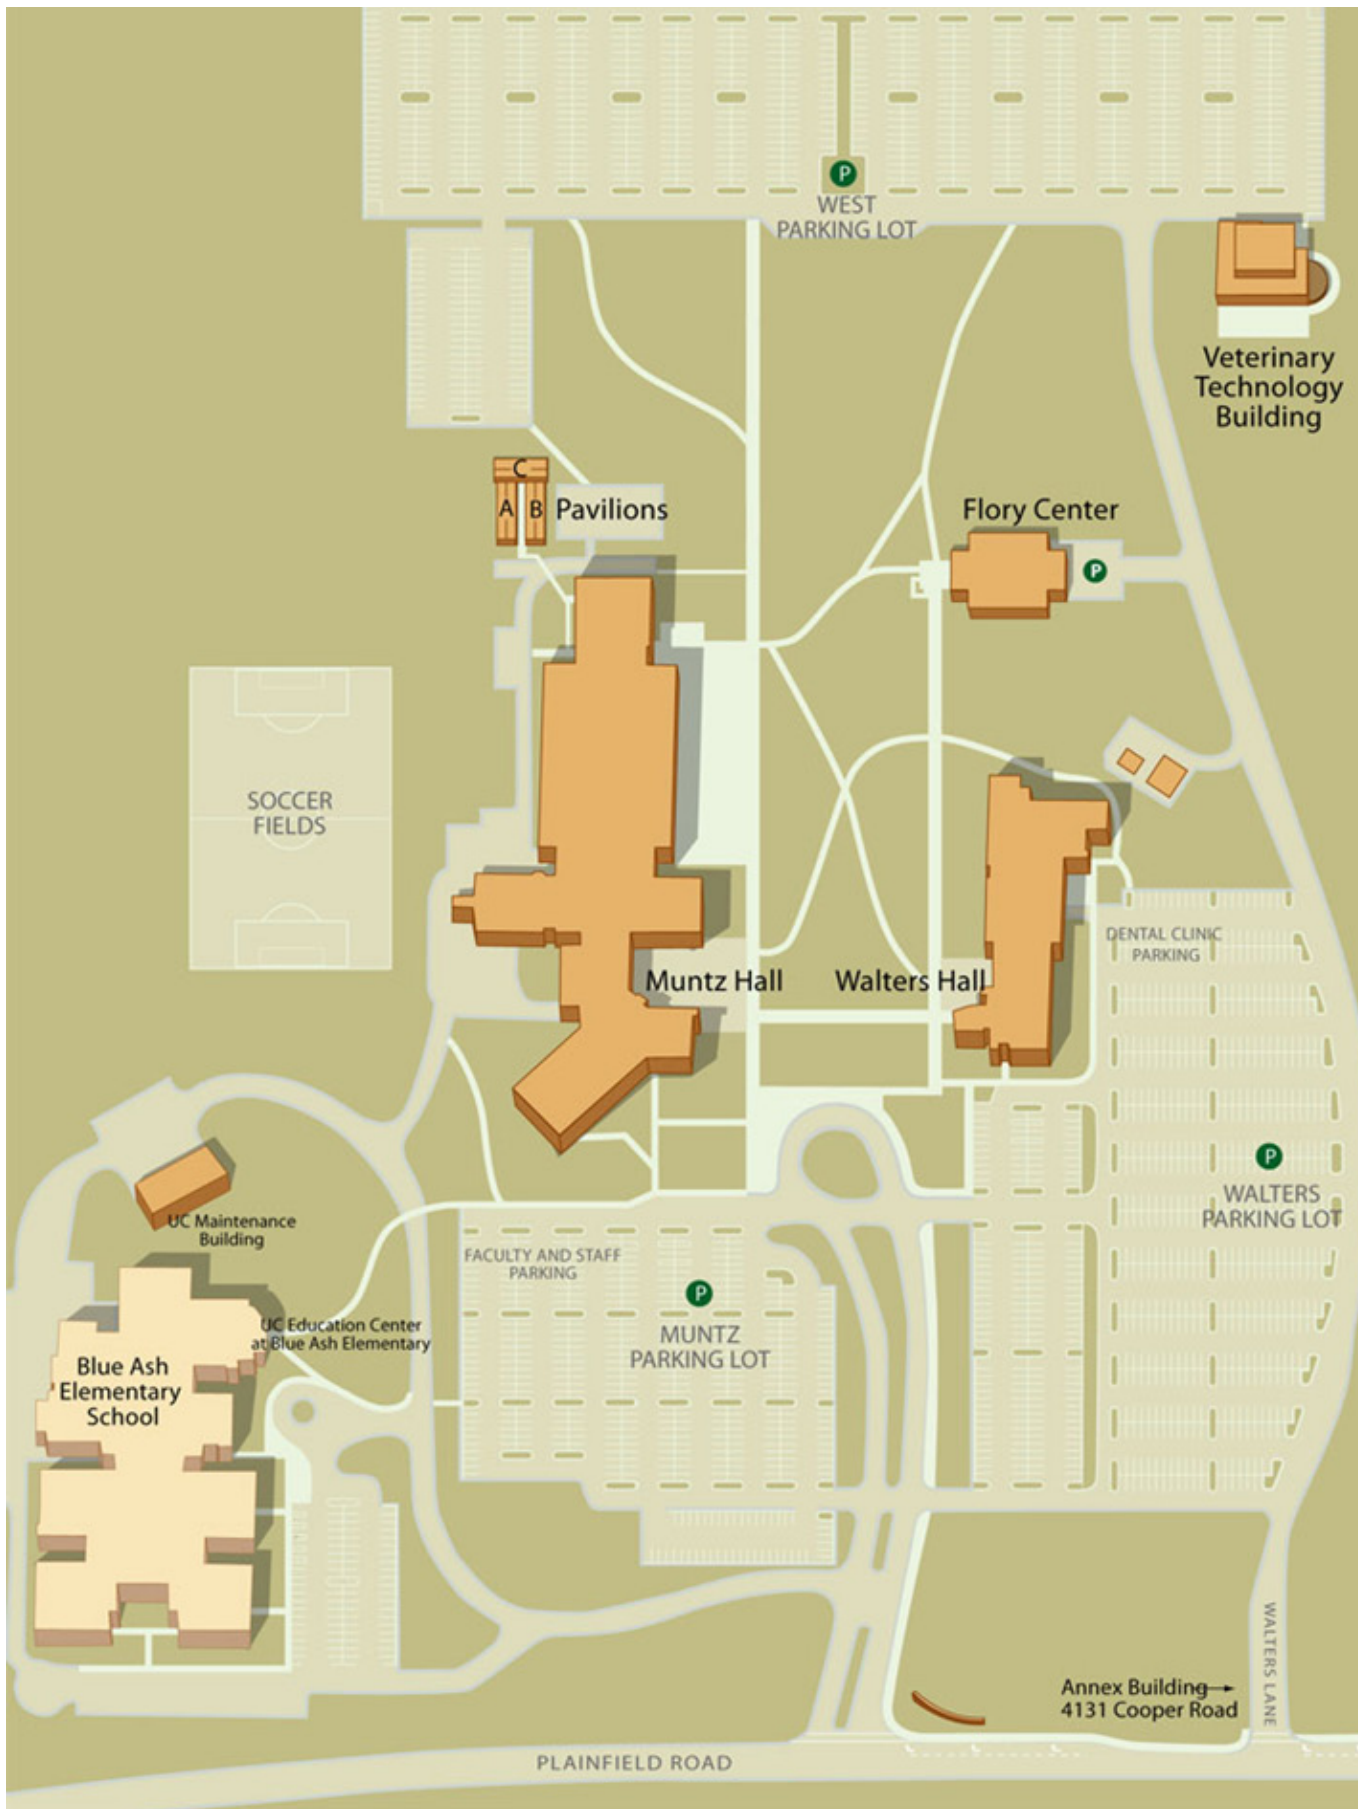 P
WEST
PARKING LOT
Veterinary
Technology
Building
C
A B Pavilions
Flory Center
P
SOCCER
FIELDS
DENTAL CLINIC
PARKING
Muntz Hall
Walters Hall
P
WALTERS
PARKING LOT
UC Maintenance
Building
FACULTY AND STAFF
PARKING
P
MUNTZ
PARKING LOT
UC Education Center
at Blue Ash Elementary
Blue Ash
Elementary
School
WALTERS LANE
Annex Building
4131 Cooper Road
PLAINFIELD ROAD